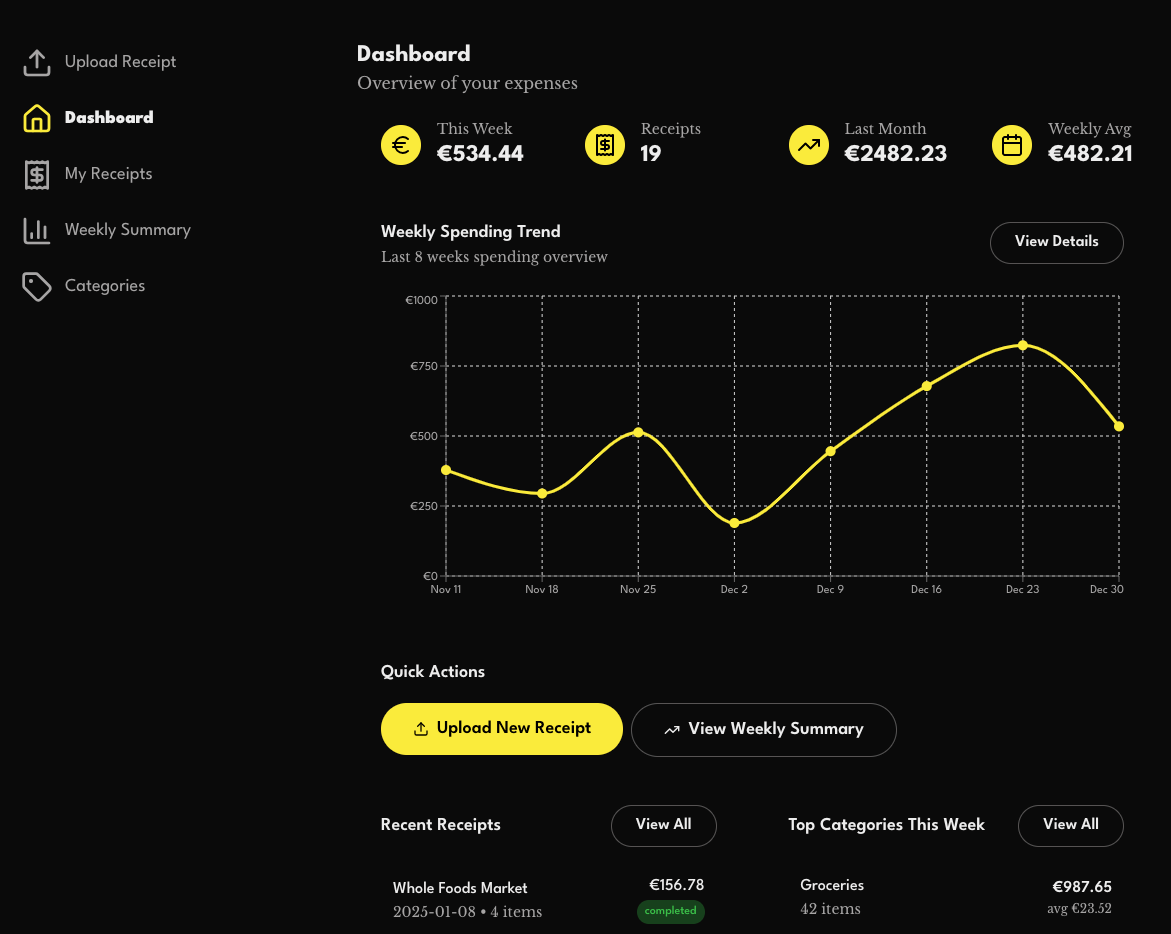 Upload Receipt
Dashboard
My Receipts
Weekly Summary
Categories
Dashboard
Overview of your expenses
This Week
€534.44
Receipts
19
Last Month
€2482.23
Weekly Avg
€482.21
Weekly Spending Trend
Last 8 weeks spending overview
View Details
€1000
€750
€500
€250
€0
Nov 11 Nov 18 Nov 25 Dec 2 Dec 9 Dec 16 Dec 23 Dec 30
Quick Actions
Upload New Receipt
View Weekly Summary
Recent Receipts
View All
Whole Foods Market
€156.78
2025-01-08 • 4 items
completed
Top Categories This Week
View All
Groceries
€987.65
42 items
avg €23.52